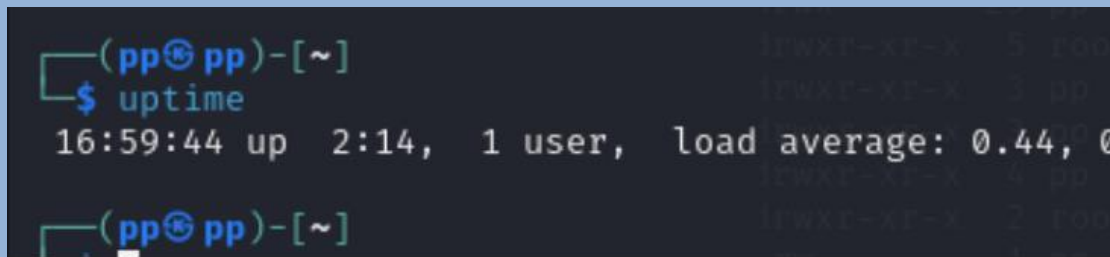 ┌──(pp㉿pp)-[~]
└─$ uptime
16:59:44 up  2:14,  1 user,  load average: 0.44,
┌──(pp㉿pp)-[~]